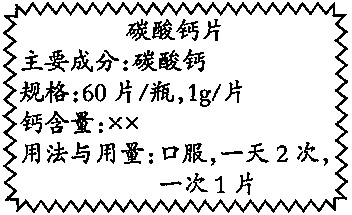 碳酸钙片
主要成分:碳酸钙
规格:60片/瓶,1g/片
钙含量:××
用法与用量:口服,一天2次,
一次1片